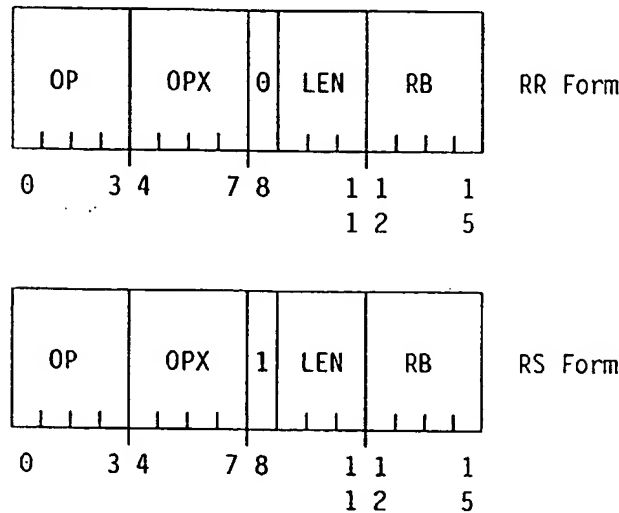 OP OPX 0 LEN RB RR Form
0 3 4 7 8 1 1 1
1 2 5
OP OPX 1 LEN RB RS Form
0 3 4 7 8 1 1 1
1 2 5